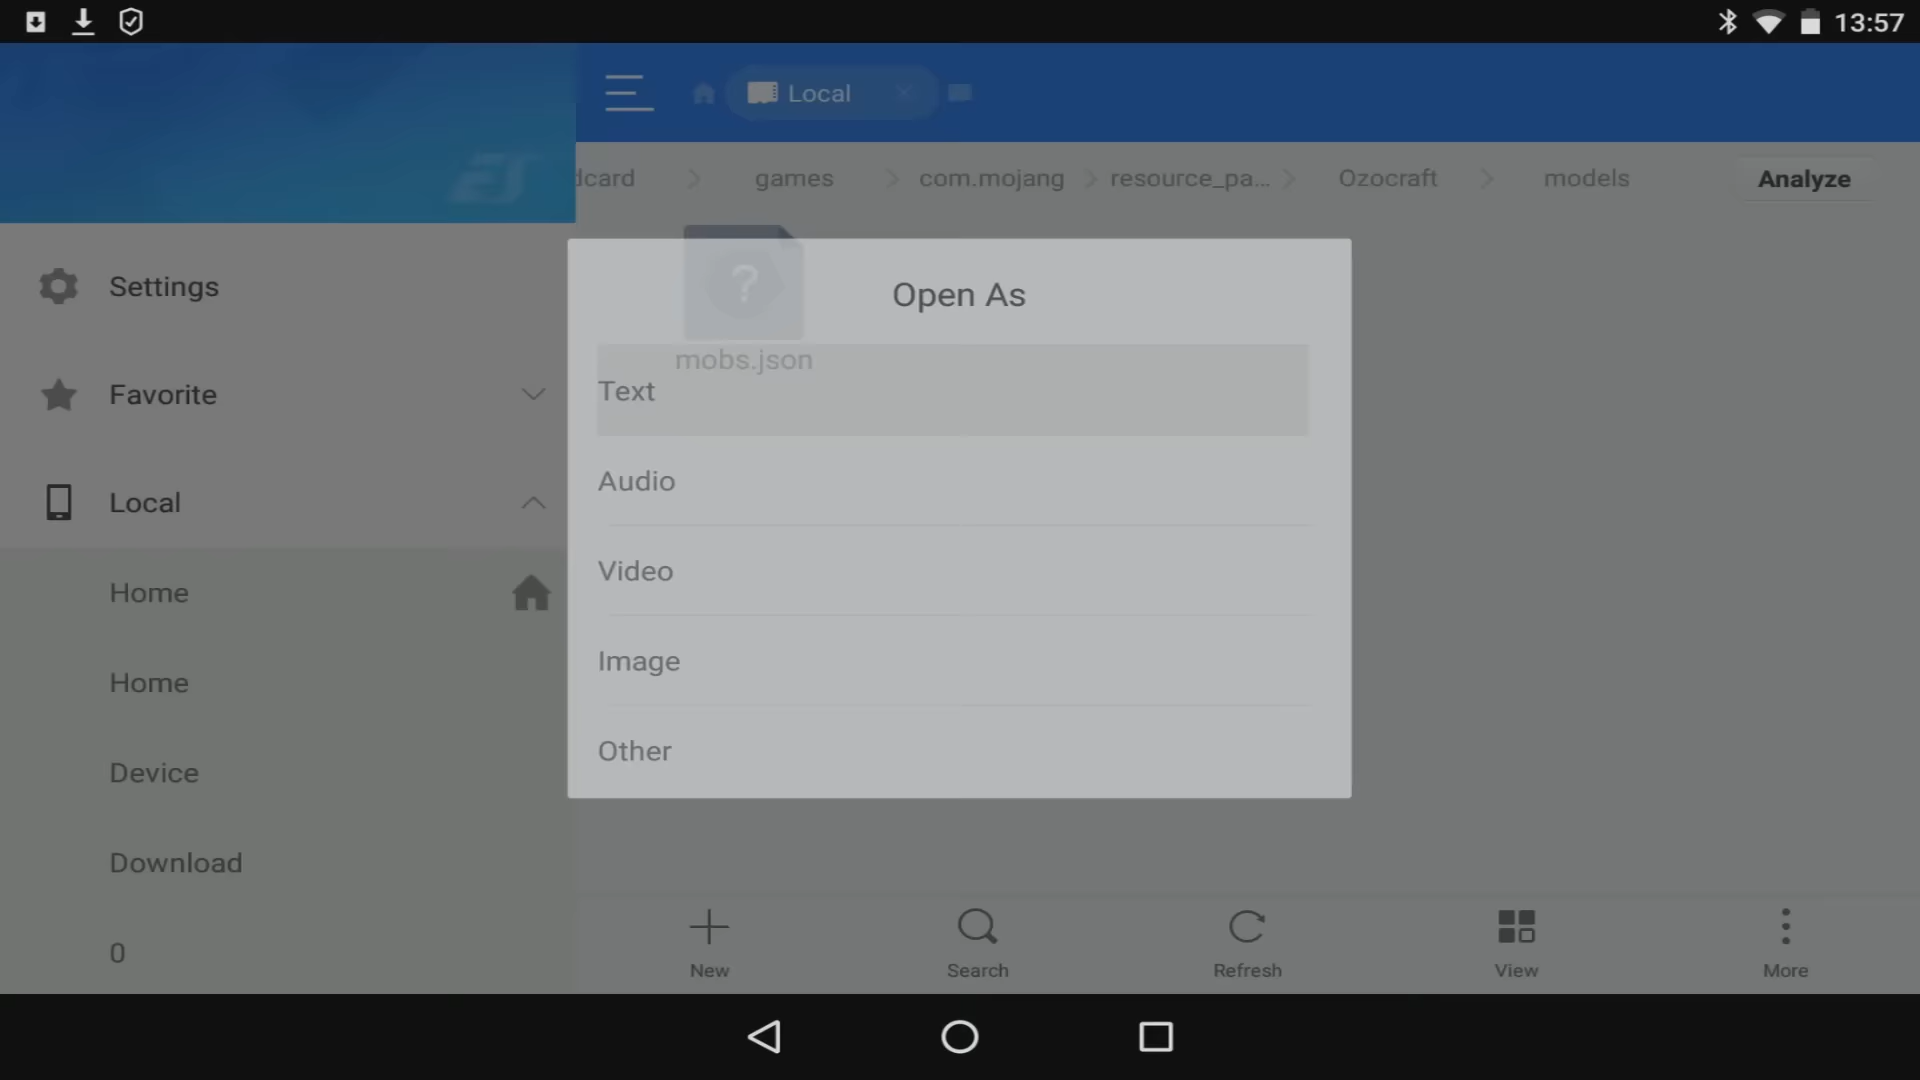 13:57
Local
ES
dcard
games
com.mojang
resource_pa...
Ozocraft
models
Analyze
Settings
Favorite
Local
Home
Home
Device
Download
0
Open As
mobs.json
Text
Audio
Video
Image
Other
New
Search
Refresh
View
More